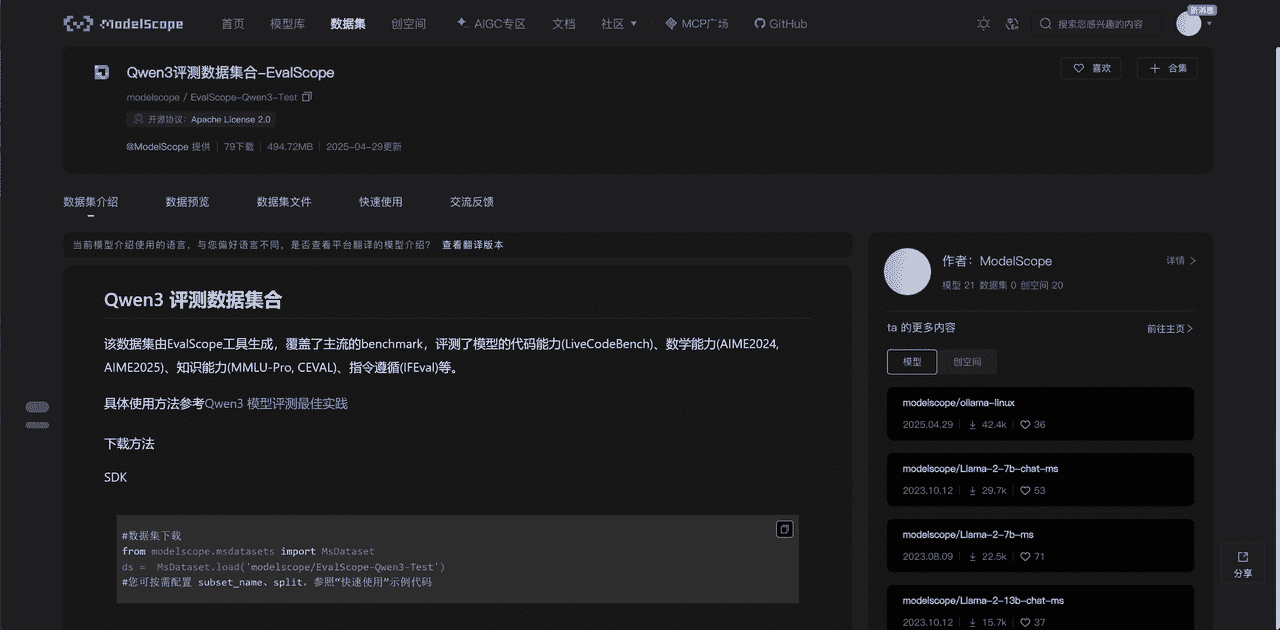 ModelScope 首页 模型库 数据集 创空间 AIGC专区 文档 社区 MCP广场 GitHub 搜索您感兴趣的内容 新消息
Qwen3评测数据集合-EvalScope 喜欢 合集
modelscope / EvalScope-Qwen3-Test
开源协议: Apache License 2.0
@ModelScope 提供 79下载 494.72MB 2025-04-29更新
数据集介绍 数据预览 数据集文件 快速使用 交流反馈
当前模型介绍使用的语言，与您偏好语言不同，是否查看平台翻译的模型介绍？ 查看翻译版本
Qwen3 评测数据集合
该数据集由EvalScope工具生成，覆盖了主流的benchmark，评测了模型的代码能力(LiveCodeBench)、数学能力(AIME2024,
AIME2025)、知识能力(MMLU-Pro, CEVAL)、指令遵循(IFEval)等。
具体使用方法参考Qwen3 模型评测最佳实践
下载方法
SDK
#数据集下载
from modelscope.msdatasets import MsDataset
ds =  MsDataset.load('modelscope/EvalScope-Qwen3-Test')
#您可按需配置 subset_name、split，参照“快速使用”示例代码
作者：ModelScope 详情
模型 21 数据集 0 创空间 20
ta 的更多内容 前往主页
模型 创空间
modelscope/ollama-linux
2025.04.29 42.4k 36
modelscope/Llama-2-7b-chat-ms
2023.10.12 29.7k 53
modelscope/Llama-2-7b-ms
2023.08.09 22.5k 71
modelscope/Llama-2-13b-chat-ms
2023.10.12 15.7k 37
分享